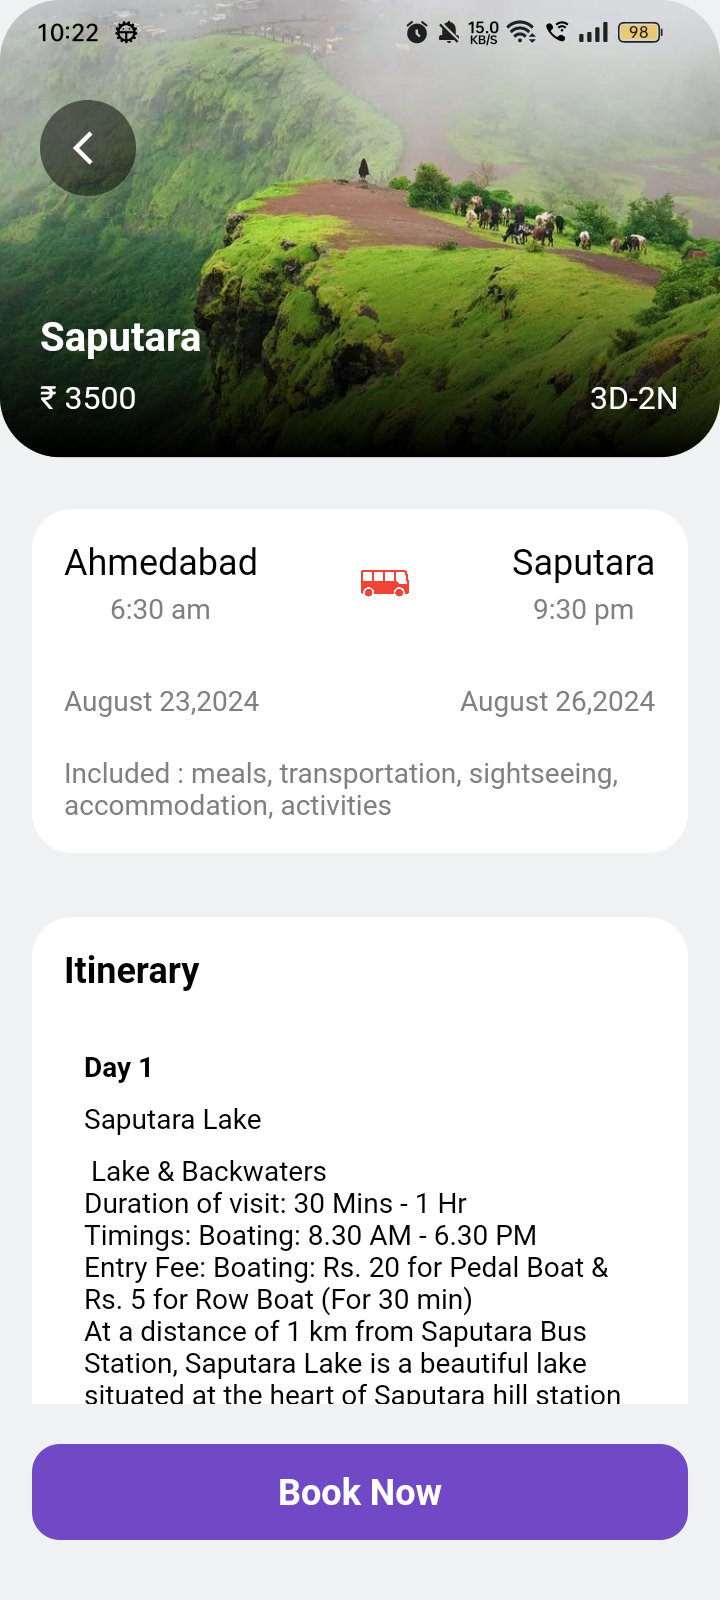 10:22
15.0
KB/S
98
Saputara
₹ 3500
3D-2N
Ahmedabad
Saputara
6:30 am
9:30 pm
August 23,2024
August 26,2024
Included : meals, transportation, sightseeing,
accommodation, activities
Itinerary
Day 1
Saputara Lake
Lake & Backwaters
Duration of visit: 30 Mins - 1 Hr
Timings: Boating: 8.30 AM - 6.30 PM
Entry Fee: Boating: Rs. 20 for Pedal Boat &
Rs. 5 for Row Boat (For 30 min)
At a distance of 1 km from Saputara Bus
Station, Saputara Lake is a beautiful lake
situated at the heart of Saputara hill station
Book Now